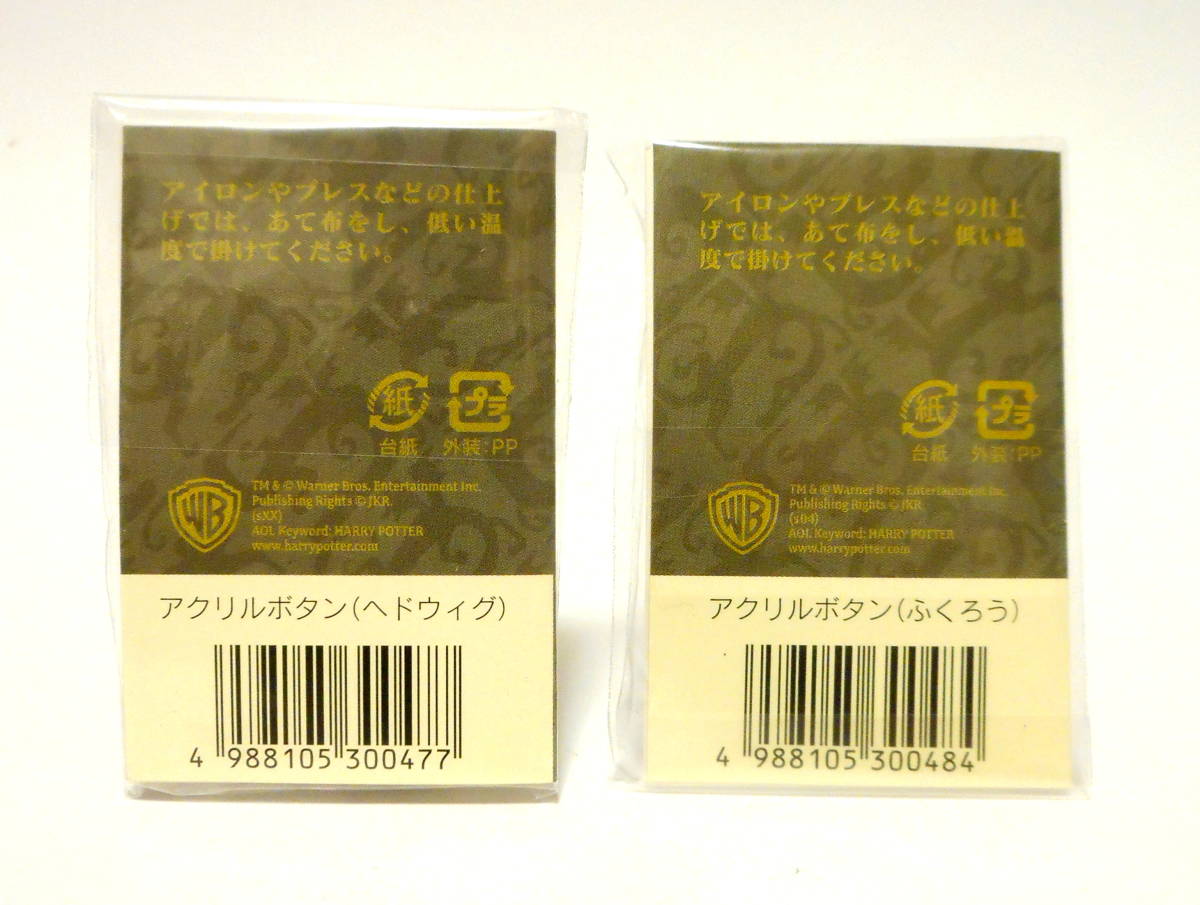 アイロンやプレスなどの仕上
げでは、あて布をし、低い温
度で掛けてください。
紙 プラ
台紙 外装:PP
WB
TM & © Warner Bros. Entertainment Inc.
Publishing Rights © JKR.
(sXX)
AOL Keyword: HARRY POTTER
www.harrypotter.com
アクリルボタン(ヘドウィグ)
4 988105 300477
アイロンやプレスなどの仕上
げでは、あて布をし、低い温
度で掛けてください。
紙 プラ
台紙 外装:PP
WB
TM & © Warner Bros. Entertainment Inc.
Publishing Rights © JKR
(s04)
AOL Keyword: HARRY POTTER
www.harrypotter.com
アクリルボタン(ふくろう)
4 988105 300484